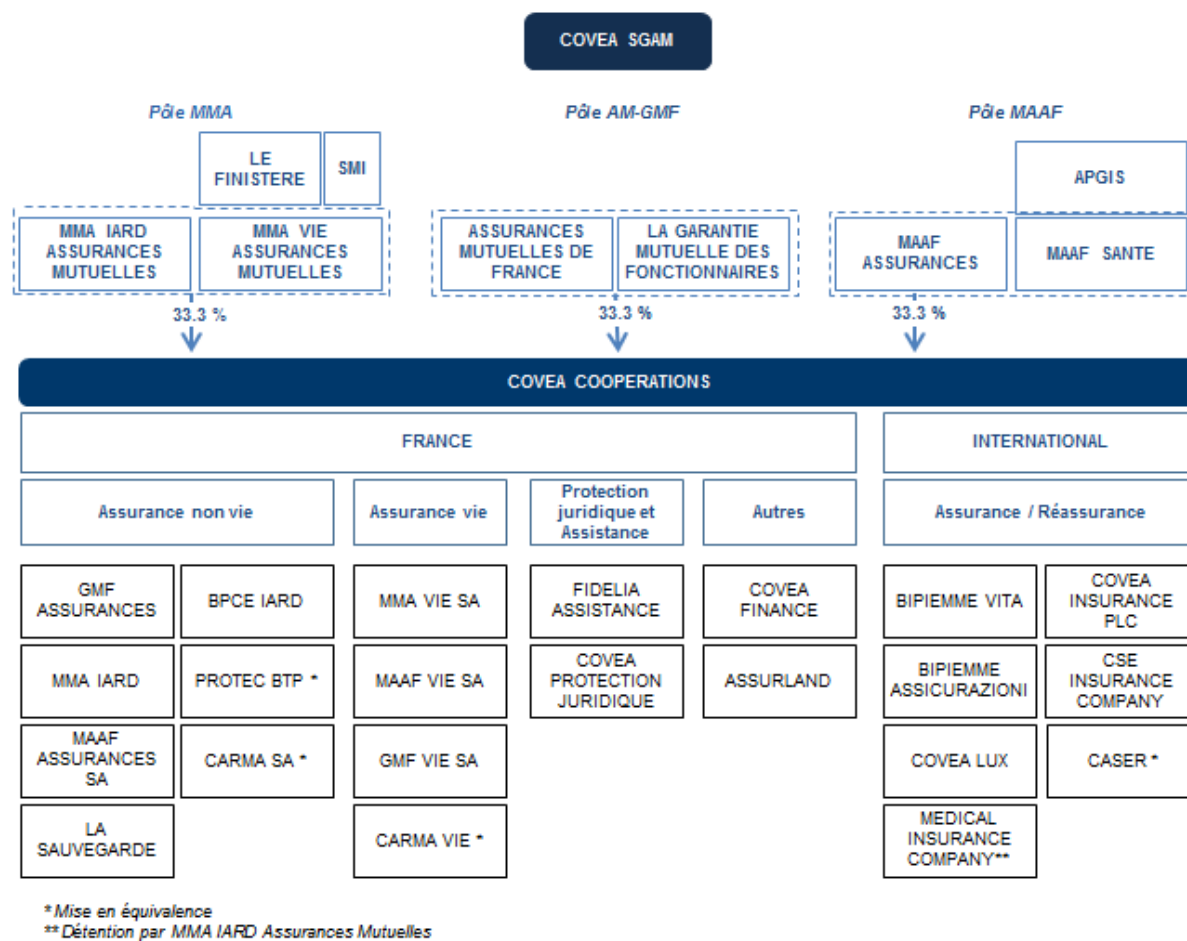 COVEA SGAM
Pôle MMA
Pôle AM-GMF
Pôle MAAF
LE
FINISTERE
SMI
APGIS
MMA IARD
ASSURANCES
MUTUELLES
MMA VIE
ASSURANCES
MUTUELLES
ASSURANCES
MUTUELLES DE
FRANCE
LA GARANTIE
MUTUELLE DES
FONCTIONNAIRES
MAAF
ASSURANCES
MAAF SANTE
33.3 %
33.3 %
33.3 %
COVEA COOPERATIONS
FRANCE
INTERNATIONAL
Assurance non vie
Assurance vie
Protection
juridique et
Assistance
Autres
Assurance / Réassurance
GMF
ASSURANCES
BPCE IARD
MMA VIE SA
FIDELIA
ASSISTANCE
COVEA
FINANCE
BIPIEMME VITA
COVEA
INSURANCE
PLC
MMA IARD
PROTEC BTP *
MAAF VIE SA
COVEA
PROTECTION
JURIDIQUE
ASSURLAND
BIPIEMME
ASSICURAZIONI
CSE
INSURANCE
COMPANY
MAAF
ASSURANCES
SA
CARMA SA *
GMF VIE SA
COVEA LUX
CASER *
LA
SAUVEGARDE
CARMA VIE *
MEDICAL
INSURANCE
COMPANY**
* Mise en équivalence
** Détention par MMA IARD Assurances Mutuelles